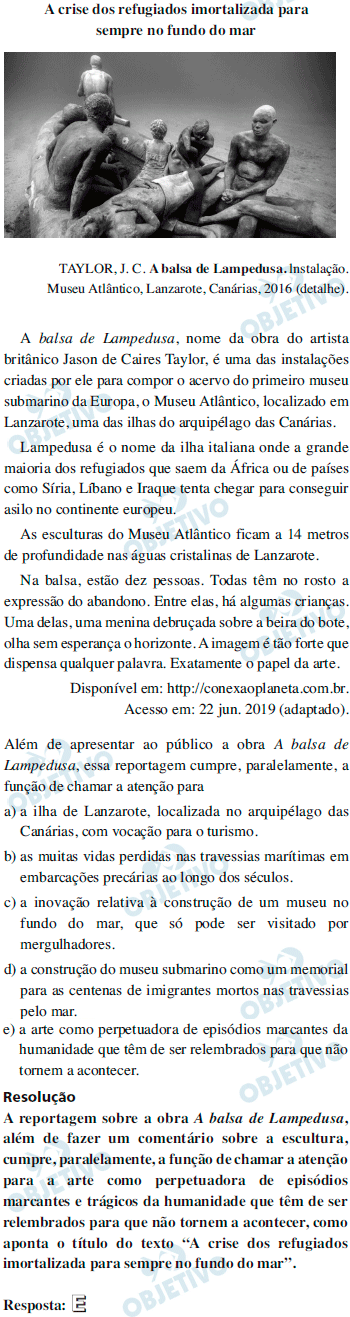 A crise dos refugiados imortalizada para
sempre no fundo do mar
TAYLOR, J. C. A balsa de Lampedusa. Instalação.
Museu Atlântico, Lanzarote, Canárias, 2016 (detalhe).
A balsa de Lampedusa, nome da obra do artista
britânico Jason de Caires Taylor, é uma das instalações
criadas por ele para compor o acervo do primeiro museu
submarino da Europa, o Museu Atlântico, localizado em
Lanzarote, uma das ilhas do arquipélago das Canárias.
Lampedusa é o nome da ilha italiana onde a grande
maioria dos refugiados que saem da África ou de países
como Síria, Líbano e Iraque tenta chegar para conseguir
asilo no continente europeu.
As esculturas do Museu Atlântico ficam a 14 metros
de profundidade nas águas cristalinas de Lanzarote.
Na balsa, estão dez pessoas. Todas têm no rosto a
expressão do abandono. Entre elas, há algumas crianças.
Uma delas, uma menina debruçada sobre a beira do bote,
olha sem esperança o horizonte. A imagem é tão forte que
dispensa qualquer palavra. Exatamente o papel da arte.
Disponível em: http://conexaoplaneta.com.br.
Acesso em: 22 jun. 2019 (adaptado).
Além de apresentar ao público a obra A balsa de
Lampedusa, essa reportagem cumpre, paralelamente, a
função de chamar a atenção para
a) a ilha de Lanzarote, localizada no arquipélago das
Canárias, com vocação para o turismo.
b) as muitas vidas perdidas nas travessias marítimas em
embarcações precárias ao longo dos séculos.
c) a inovação relativa à construção de um museu no
fundo do mar, que só pode ser visitado por
mergulhadores.
d) a construção do museu submarino como um memorial
para as centenas de imigrantes mortos nas travessias
pelo mar.
e) a arte como perpetuadora de episódios marcantes da
humanidade que têm de ser relembrados para que não
tornem a acontecer.
Resolução
A reportagem sobre a obra A balsa de Lampedusa,
além de fazer um comentário sobre a escultura,
cumpre, paralelamente, a função de chamar a atenção
para a arte como perpetuadora de episódios
marcantes e trágicos da humanidade que têm de ser
relembrados para que não tornem a acontecer, como
aponta o título do texto “A crise dos refugiados
imortalizada para sempre no fundo do mar”.
Resposta: E
OBJETIVO
OBJETIVO
OBJETIVO
OBJETIVO
OBJETIVO
OBJETIVO
OBJETIVO
OBJETIVO
OBJETIVO
OBJETIVO
OBJETIVO
OBJETIVO